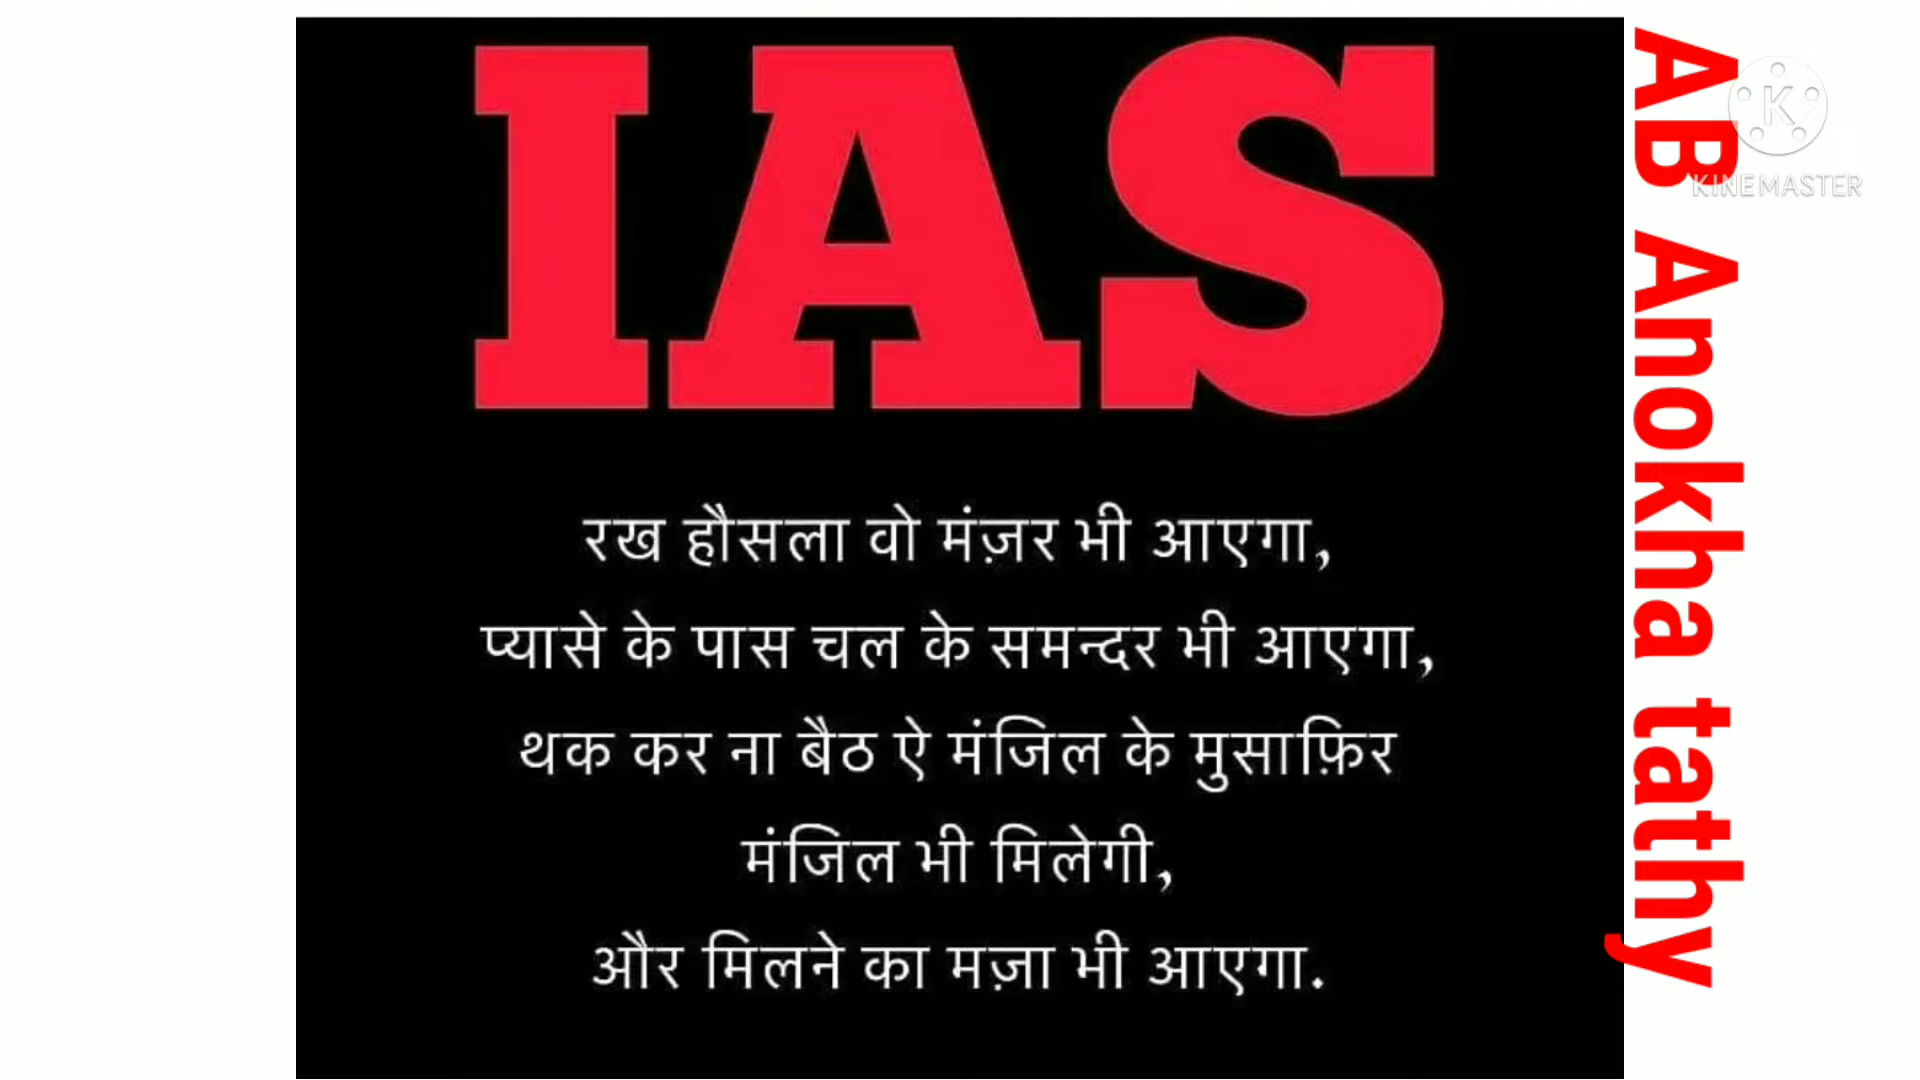 IAS
रख हौसला वो मंज़र भी आएगा,
प्यासे के पास चल के समन्दर भी आएगा,
थक कर ना बैठ ऐ मंजिल के मुसाफ़िर
मंजिल भी मिलेगी,
और मिलने का मज़ा भी आएगा.
AB Anokha tathy
K
KINEMASTER